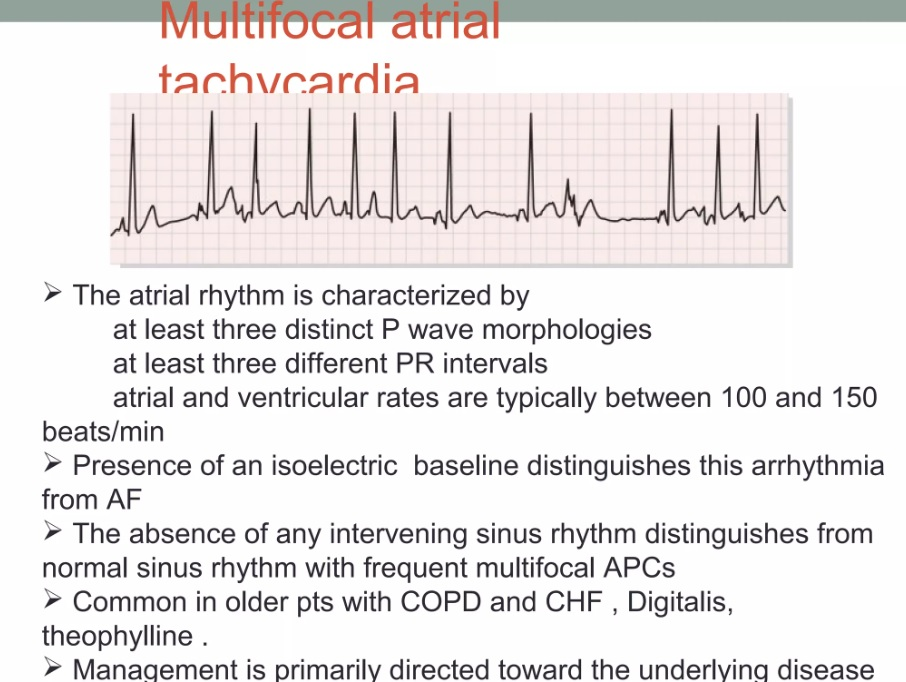 Multifocal atrial
tachycardia
➢ The atrial rhythm is characterized by
at least three distinct P wave morphologies
at least three different PR intervals
atrial and ventricular rates are typically between 100 and 150
beats/min
➢ Presence of an isoelectric  baseline distinguishes this arrhythmia
from AF
➢ The absence of any intervening sinus rhythm distinguishes from
normal sinus rhythm with frequent multifocal APCs
➢ Common in older pts with COPD and CHF , Digitalis,
theophylline .
➢ Management is primarily directed toward the underlying disease